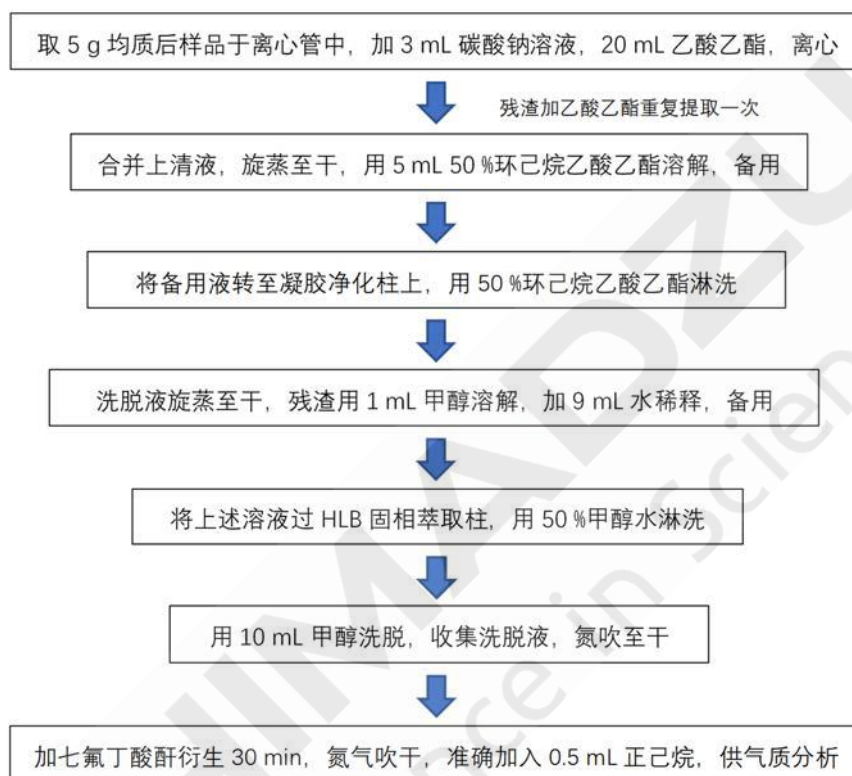 取 5 g 均质后样品于离心管中，加 3 mL 碳酸钠溶液，20 mL 乙酸乙酯，离心
残渣加乙酸乙酯重复提取一次
合并上清液，旋蒸至干，用 5 mL 50 %环己烷乙酸乙酯溶解，备用
将备用液转至凝胶净化柱上，用 50 %环己烷乙酸乙酯淋洗
洗脱液旋蒸至干，残渣用 1 mL 甲醇溶解，加 9 mL 水稀释，备用
将上述溶液过 HLB 固相萃取柱，用 50 %甲醇水淋洗
用 10 mL 甲醇洗脱，收集洗脱液，氮吹至干
加七氟丁酸酐衍生 30 min，氮气吹干，准确加入 0.5 mL 正己烷，供气质分析
HIMADZU
ence in Scien